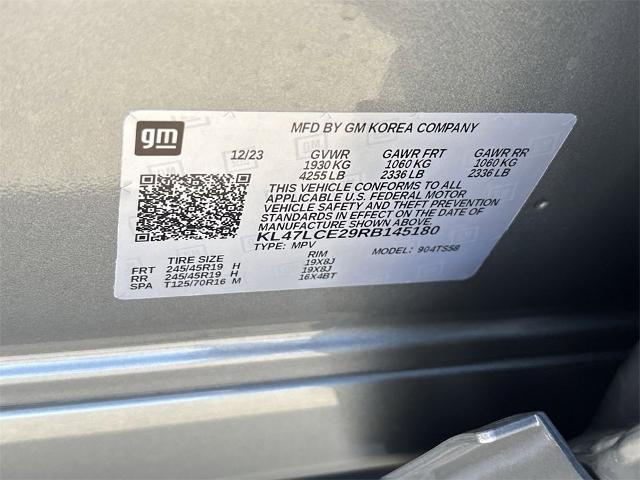 gm
MFD BY GM KOREA COMPANY
12/23 GVWR GAWR FRT GAWR RR
1930 KG 1060 KG 1060 KG
4255 LB 2336 LB 2336 LB
THIS VEHICLE CONFORMS TO ALL
APPLICABLE U.S. FEDERAL MOTOR
VEHICLE SAFETY AND THEFT PREVENTION
STANDARDS IN EFFECT ON THE DATE OF
MANUFACTURE SHOWN ABOVE.
KL47LCE29RB145180
TYPE: MPV MODEL: 904TS58
TIRE SIZE RIM
FRT 245/45R19 H 19X8J
RR 245/45R19 H 19X8J
SPA T125/70R16 M 16X4BT